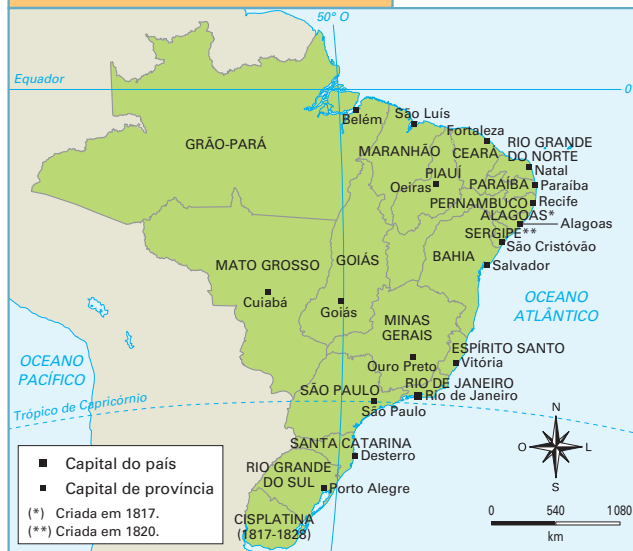 50° O
Equador
0
Belém
São Luís
Fortaleza
GRÃO-PARÁ
MARANHÃO
CEARÁ
RIO GRANDE
DO NORTE
Natal
PIAUÍ
Oeiras
PARAÍBA
Paraíba
PERNAMBUCO
Recife
ALAGOAS*
Alagoas
SERGIPE**
São Cristóvão
MATO GROSSO
GOIÁS
BAHIA
Salvador
Cuiabá
Goiás
OCEANO
ATLÂNTICO
MINAS
GERAIS
OCEANO
PACÍFICO
Ouro Preto
ESPÍRITO SANTO
Vitória
SÃO PAULO
RIO DE JANEIRO
Rio de Janeiro
Trópico de Capricórnio
São Paulo
SANTA CATARINA
Desterro
RIO GRANDE
DO SUL
Porto Alegre
CISPLATINA
(1817-1828)
Capital do país
Capital de província
(*) Criada em 1817.
(**) Criada em 1820.
N
O
L
S
0 540 1 080
km